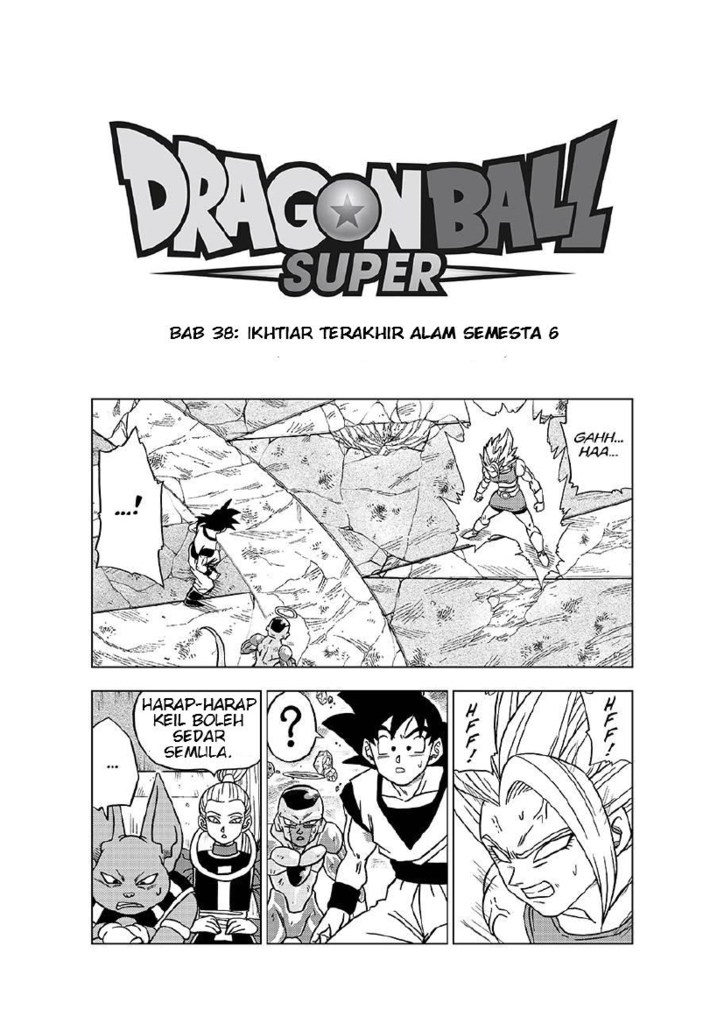 DRAGON BALL
SUPER
BAB 38: IKHTIAR TERAKHIR ALAM SEMESTA 6
GAHH...
HAA...
...!
HFF!
HFF!
?
HARAP-HARAP
KEIL BOLEH
SEDAR
SEMULA.
...